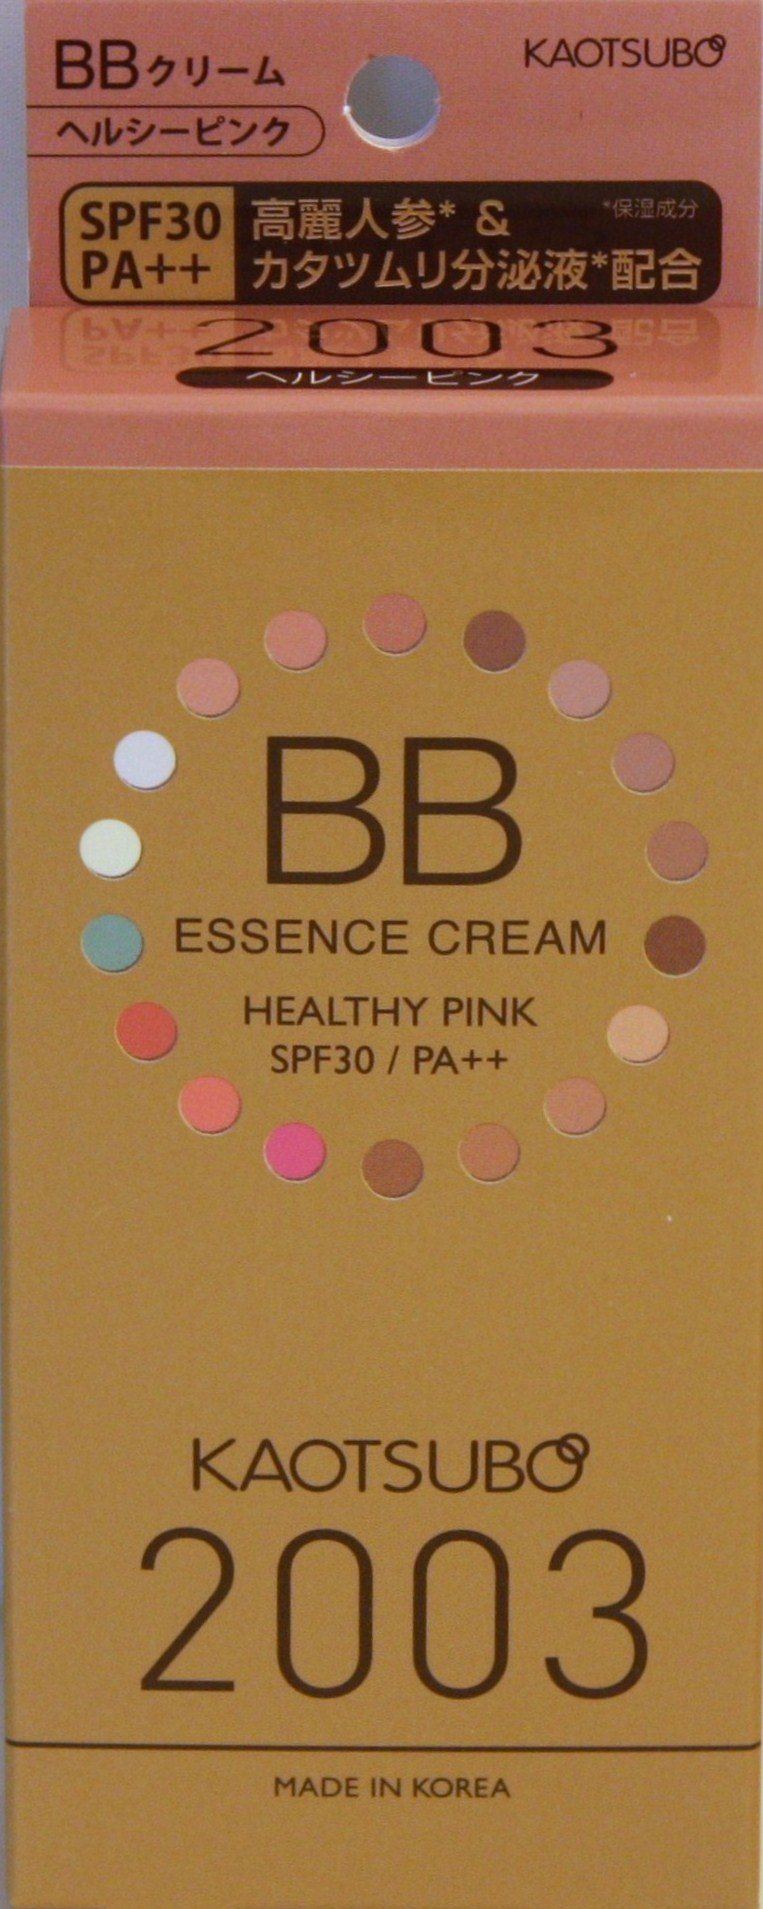 BBクリーム
KAOTSUBO
ヘルシーピンク
SPF30
PA++
高麗人参* &
*保湿成分
カタツムリ分泌液*配合
2003
ヘルシーピンク
BB
ESSENCE CREAM
HEALTHY PINK
SPF30 / PA++
KAOTSUBO
2003
MADE IN KOREA